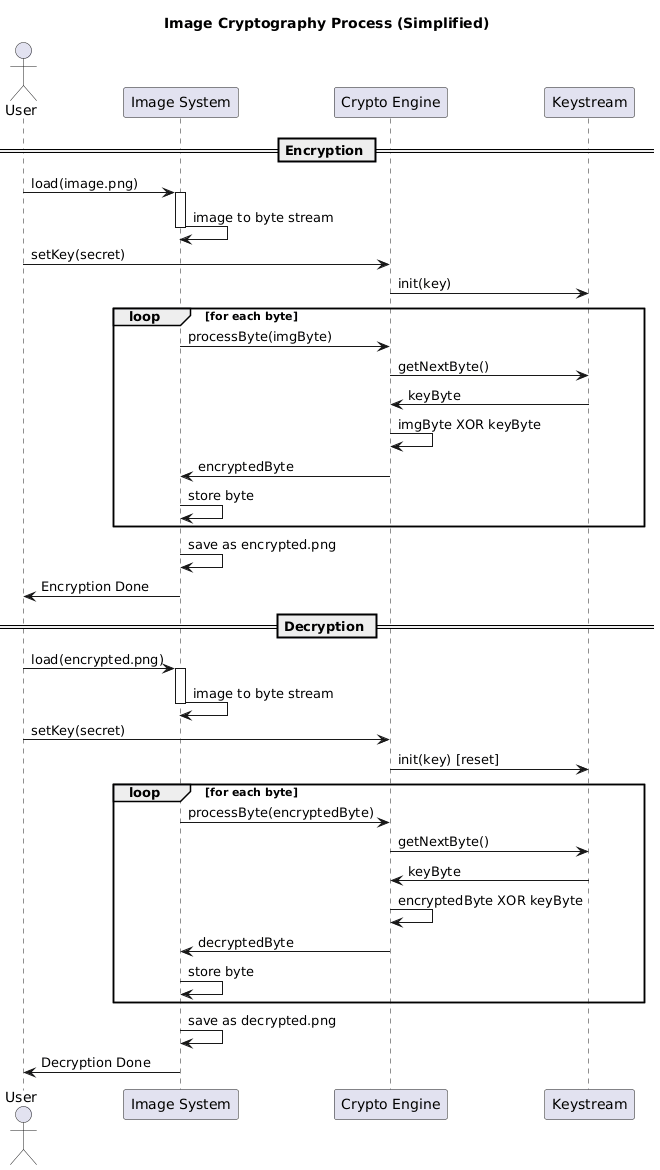 Image Cryptography Process (Simplified)
User
Image System
Crypto Engine
Keystream
Encryption
load(image.png)
image to byte stream
setKey(secret)
init(key)
loop
[for each byte]
processByte(imgByte)
getNextByte()
keyByte
imgByte XOR keyByte
encryptedByte
store byte
save as encrypted.png
Encryption Done
Decryption
load(encrypted.png)
image to byte stream
setKey(secret)
init(key) [reset]
loop
[for each byte]
processByte(encryptedByte)
getNextByte()
keyByte
encryptedByte XOR keyByte
decryptedByte
store byte
save as decrypted.png
Decryption Done
User
Image System
Crypto Engine
Keystream